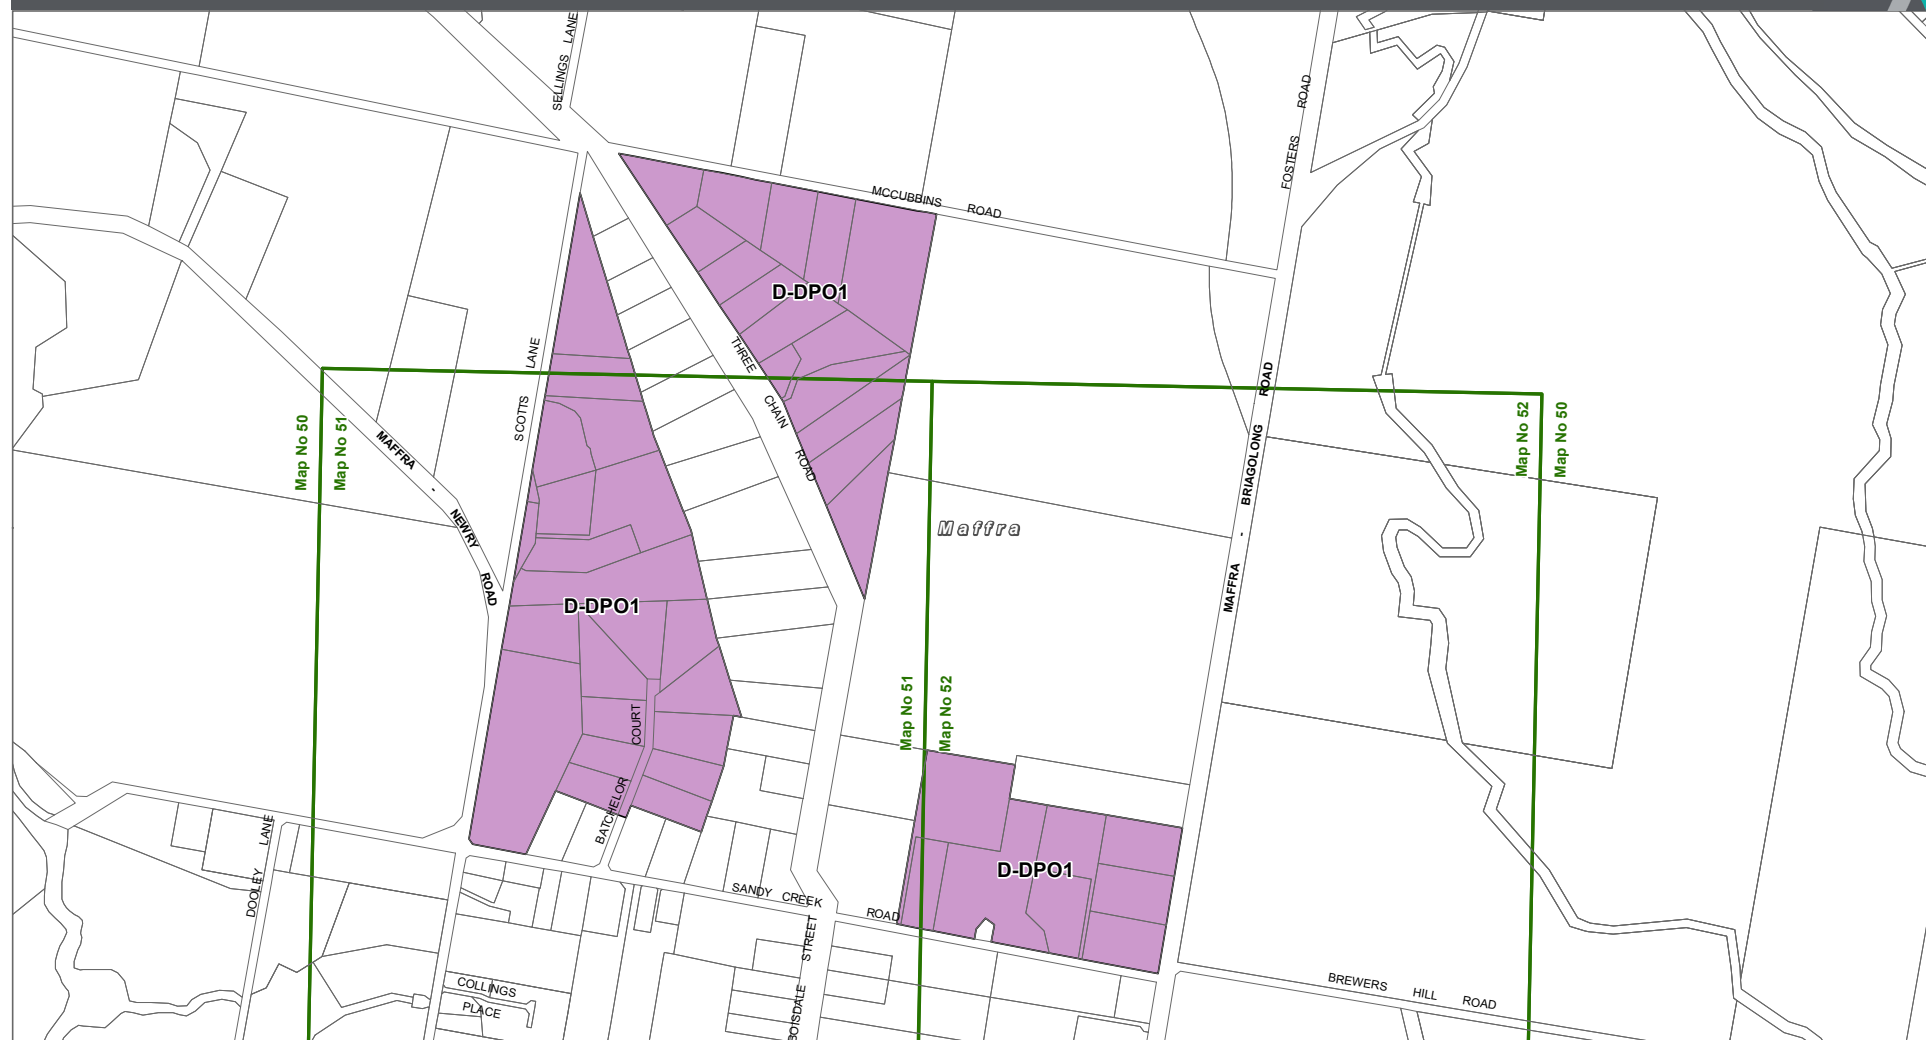 SELLINGS LANE
FOSTERS ROAD
MCCUBBINS ROAD
D-DPO1
THREE CHAIN ROAD
SCOTTS LANE
MAFFRA - NEWRY ROAD
Map No 50
Map No 51
Map No 52
Map No 50
MAFFRA - BRIAGOLONG ROAD
Maffra
D-DPO1
Map No 51
Map No 52
BATCHELOR COURT
D-DPO1
DOOLEY LANE
SANDY CREEK ROAD
BOISDALE STREET
COLLINGS PLACE
BREWERS HILL ROAD